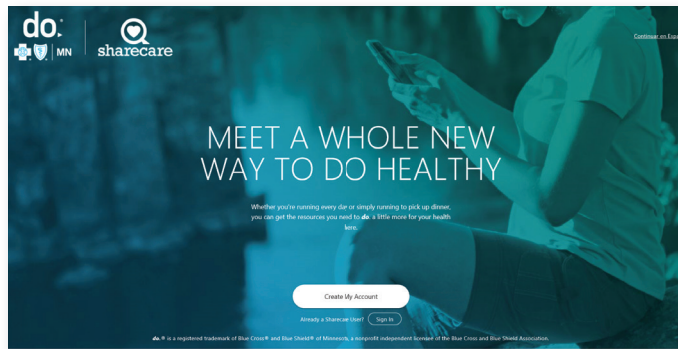 do.
MN
sharecare
Continuar en Espa
MEET A WHOLE NEW
WAY TO DO HEALTHY
Whether you're running every day or simply running to pick up dinner,
you can get the resources you need to do. a little more for your health
here.
Create My Account
Already a Sharecare User? Sign In
do.® is a registered trademark of Blue Cross® and Blue Shield® of Minnesota, a nonprofit independent licensee of the Blue Cross and Blue Shield Association.